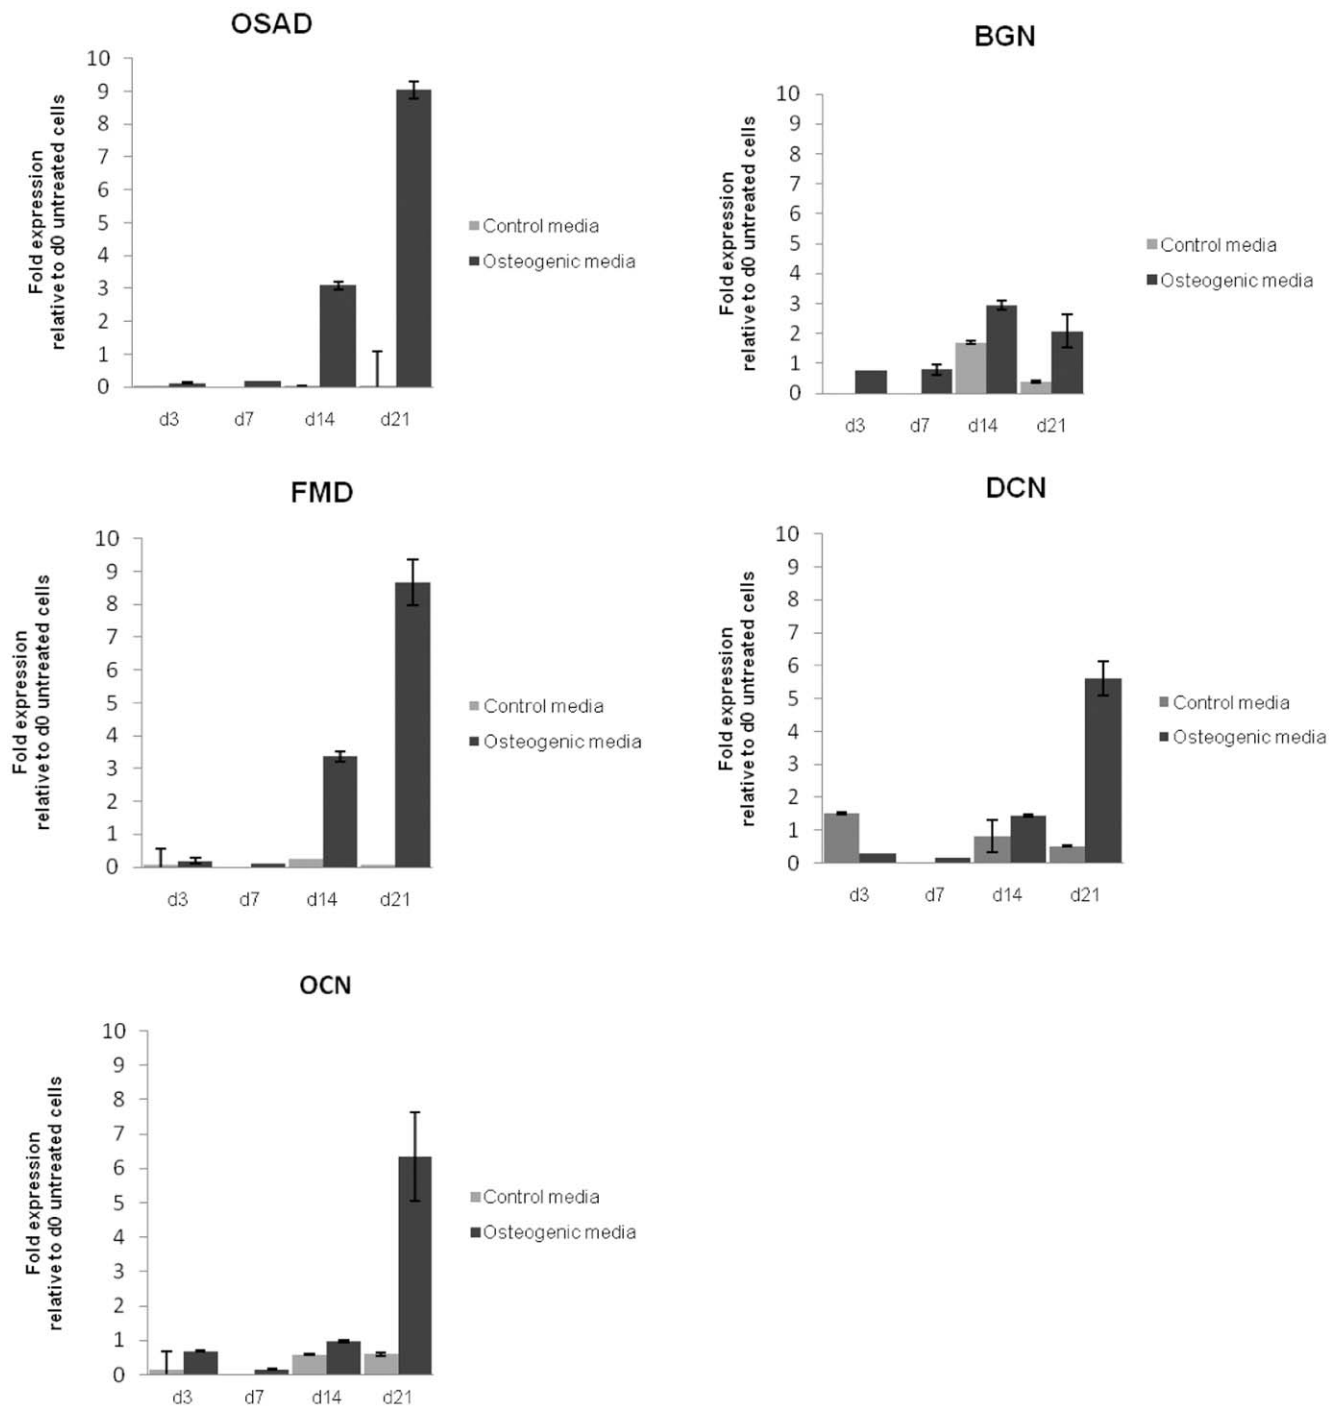 OSAD
10
9
8
7
6
5
4
3
2
1
0
Fold expression
relative to d0 untreated cells
d3 d7 d14 d21
Control media
Osteogenic media
BGN
10
9
8
7
6
5
4
3
2
1
0
Fold expression
relative to d0 untreated cells
d3 d7 d14 d21
Control media
Osteogenic media
FMD
10
9
8
7
6
5
4
3
2
1
0
Fold expression
relative to d0 untreated cells
d3 d7 d14 d21
Control media
Osteogenic media
DCN
10
9
8
7
6
5
4
3
2
1
0
Fold expression
relative to d0 untreated cells
d3 d7 d14 d21
Control media
Osteogenic media
OCN
10
9
8
7
6
5
4
3
2
1
0
Fold expression
relative to d0 untreated cells
d3 d7 d14 d21
Control media
Osteogenic media